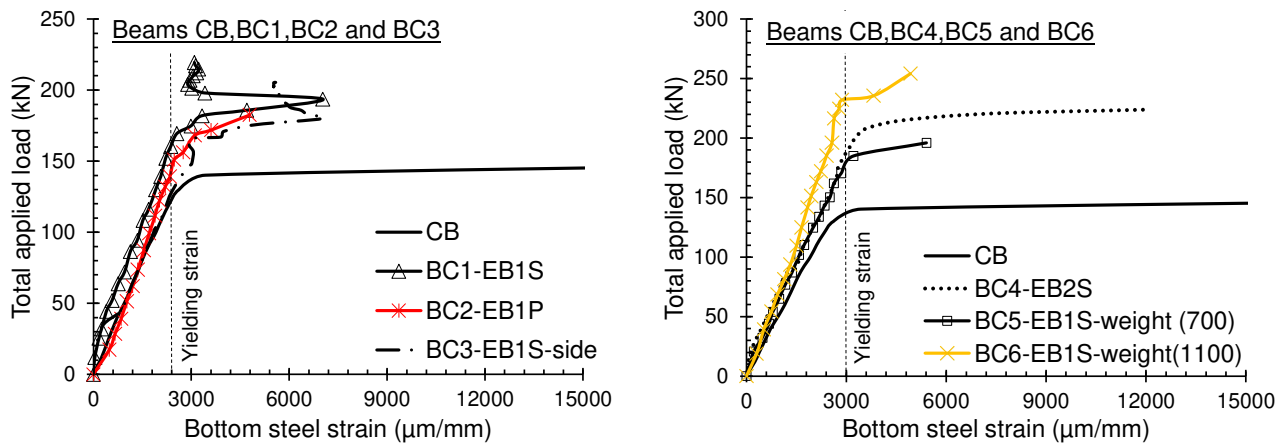 Beams CB,BC1,BC2 and BC3
Total applied load (kN)
250
200
150
100
50
0
Yielding strain
CB
BC1-EB1S
BC2-EB1P
BC3-EB1S-side
0 3000 6000 9000 12000 15000
Bottom steel strain (µm/mm)
Beams CB,BC4,BC5 and BC6
Total applied load (kN)
300
250
200
150
100
50
0
Yielding strain
CB
BC4-EB2S
BC5-EB1S-weight (700)
BC6-EB1S-weight(1100)
0 3000 6000 9000 12000 15000
Bottom steel strain (µm/mm)